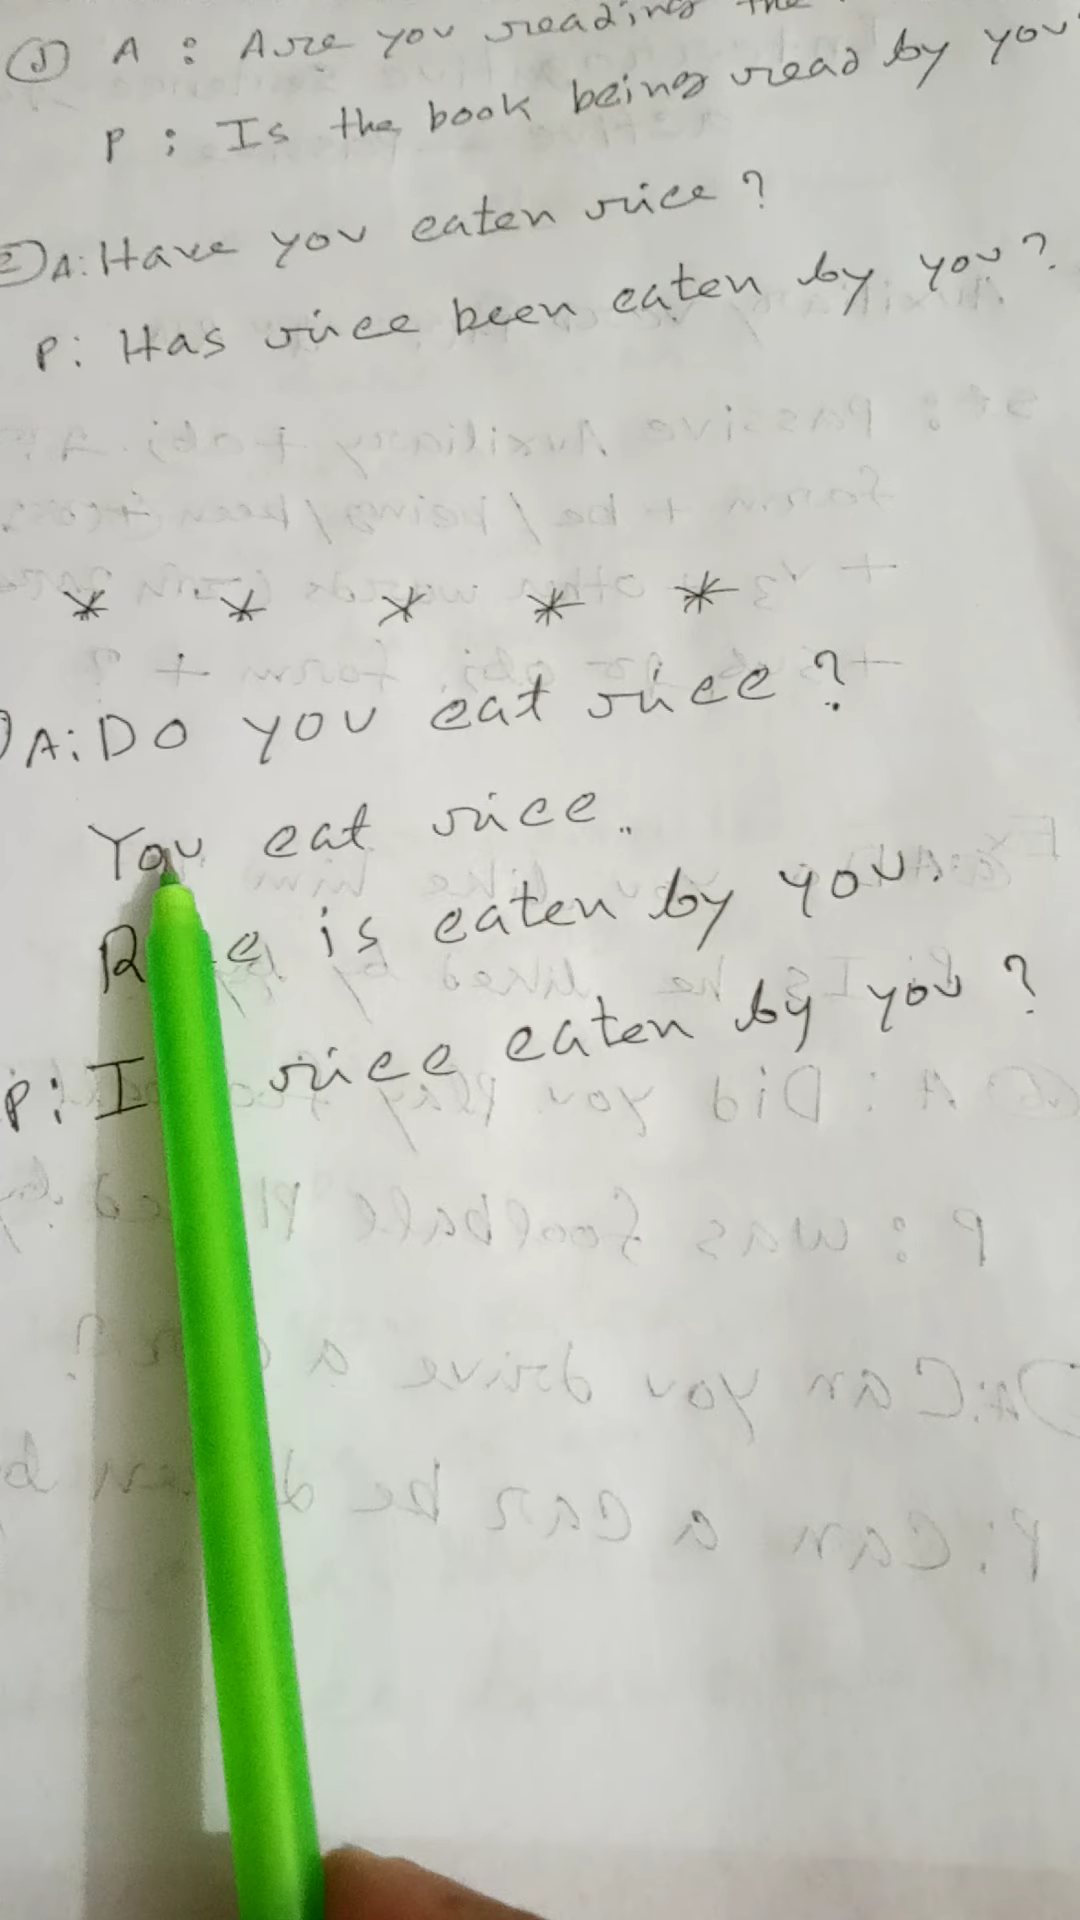 ① A : Are you reading the
P : Is the book being read by you
② A: Have you eaten rice ?
P: Has rice been eaten by you ?
* * * * *
A: Do you eat rice ?
You eat rice.
is eaten by you.
P: rice eaten by you ?